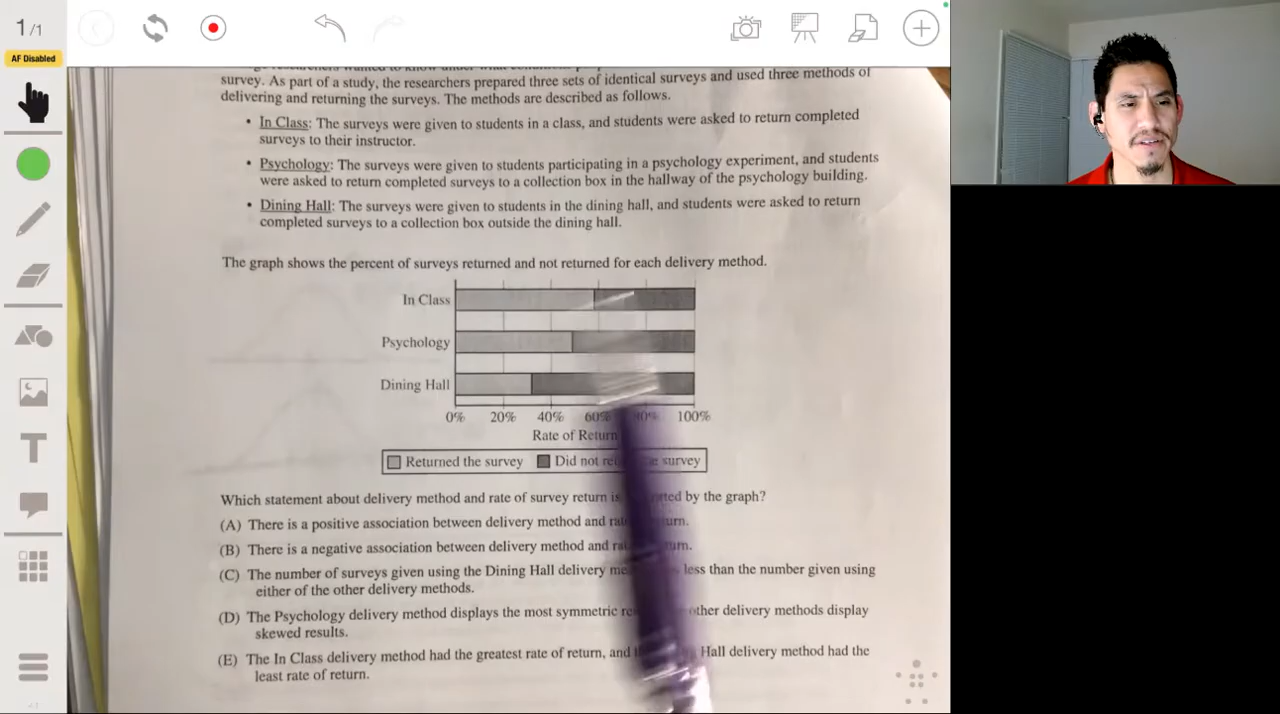 1/1
AF Disabled
survey. As part of a study, the researchers prepared three sets of identical surveys and used three methods of
delivering and returning the surveys. The methods are described as follows.
• In Class: The surveys were given to students in a class, and students were asked to return completed
surveys to their instructor.
• Psychology: The surveys were given to students participating in a psychology experiment, and students
were asked to return completed surveys to a collection box in the hallway of the psychology building.
• Dining Hall: The surveys were given to students in the dining hall, and students were asked to return
completed surveys to a collection box outside the dining hall.
The graph shows the percent of surveys returned and not returned for each delivery method.
In Class
Psychology
Dining Hall
0% 20% 40% 60% 80% 100%
Rate of Return
Returned the survey Did not survey
Which statement about delivery method and rate of survey return is by the graph?
(A) There is a positive association between delivery method and
(B) There is a negative association between delivery method and
(C) The number of surveys given using the Dining Hall delivery less than the number given using
either of the other delivery methods.
(D) The Psychology delivery method displays the most symmetric other delivery methods display
skewed results.
(E) The In Class delivery method had the greatest rate of return, and Hall delivery method had the
least rate of return.